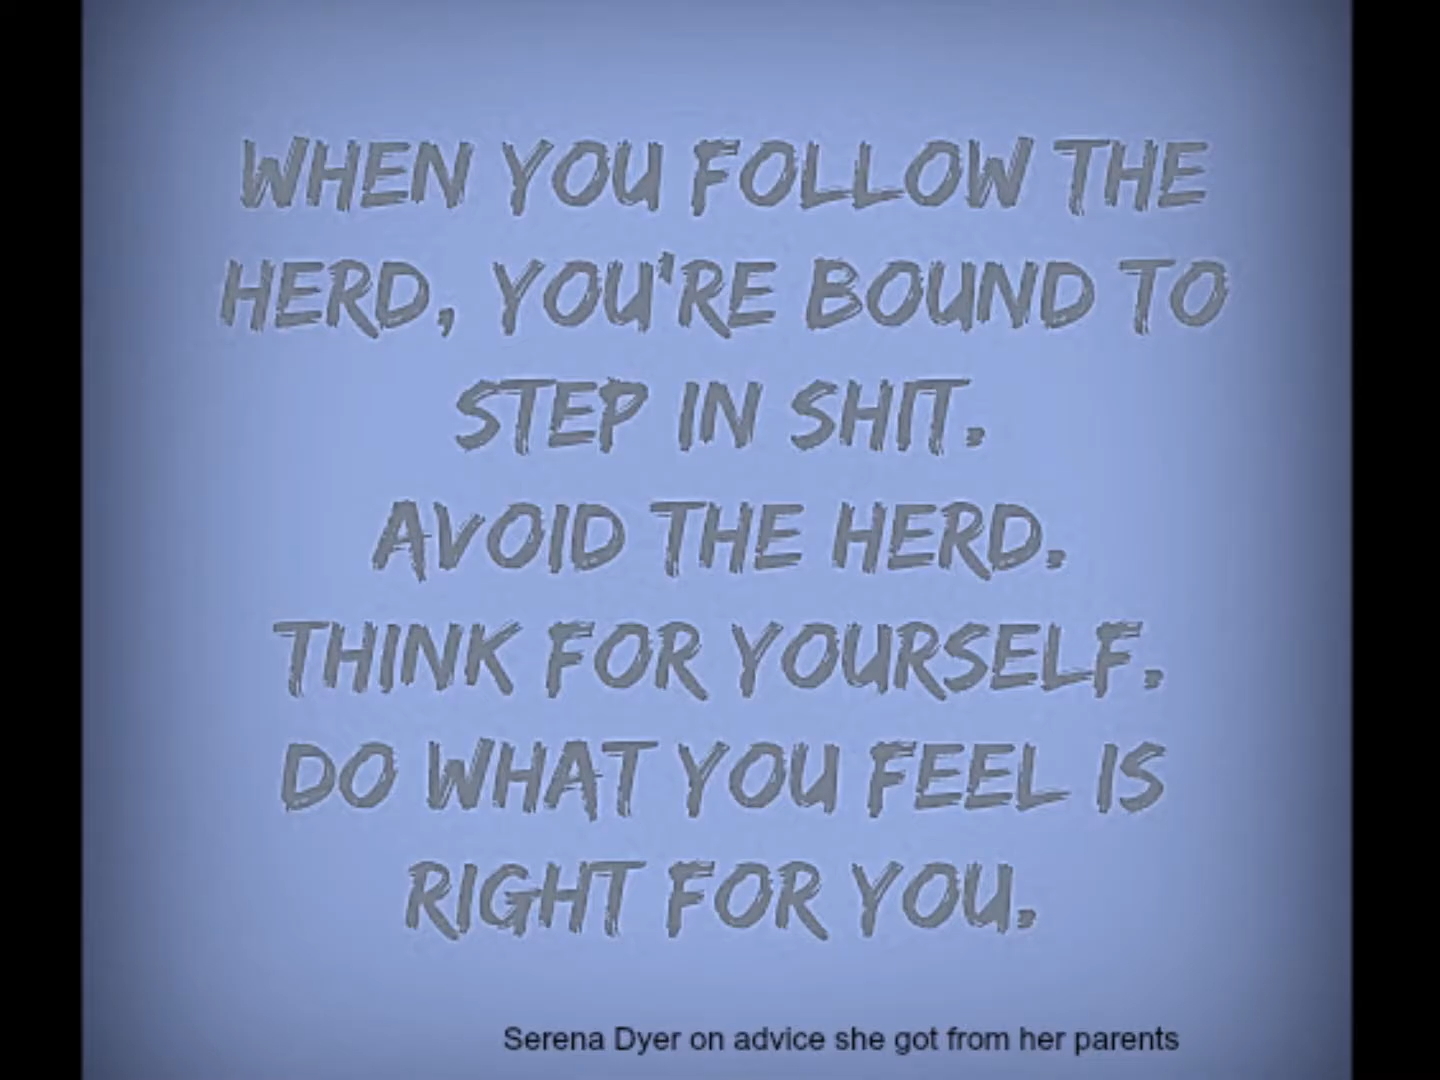 WHEN YOU FOLLOW THE
HERD, YOU'RE BOUND TO
STEP IN SHIT.
AVOID THE HERD.
THINK FOR YOURSELF.
DO WHAT YOU FEEL IS
RIGHT FOR YOU.
Serena Dyer on advice she got from her parents